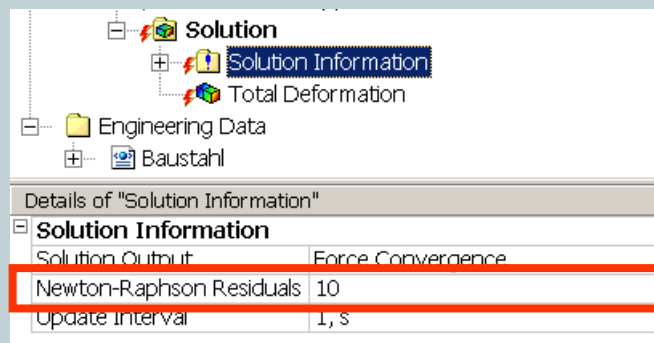 Solution
Solution Information
Total Deformation
Engineering Data
Baustahl
Details of "Solution Information"
Solution Information
Solution Output Force Convergence
Newton-Raphson Residuals 10
Update Interval 1, s